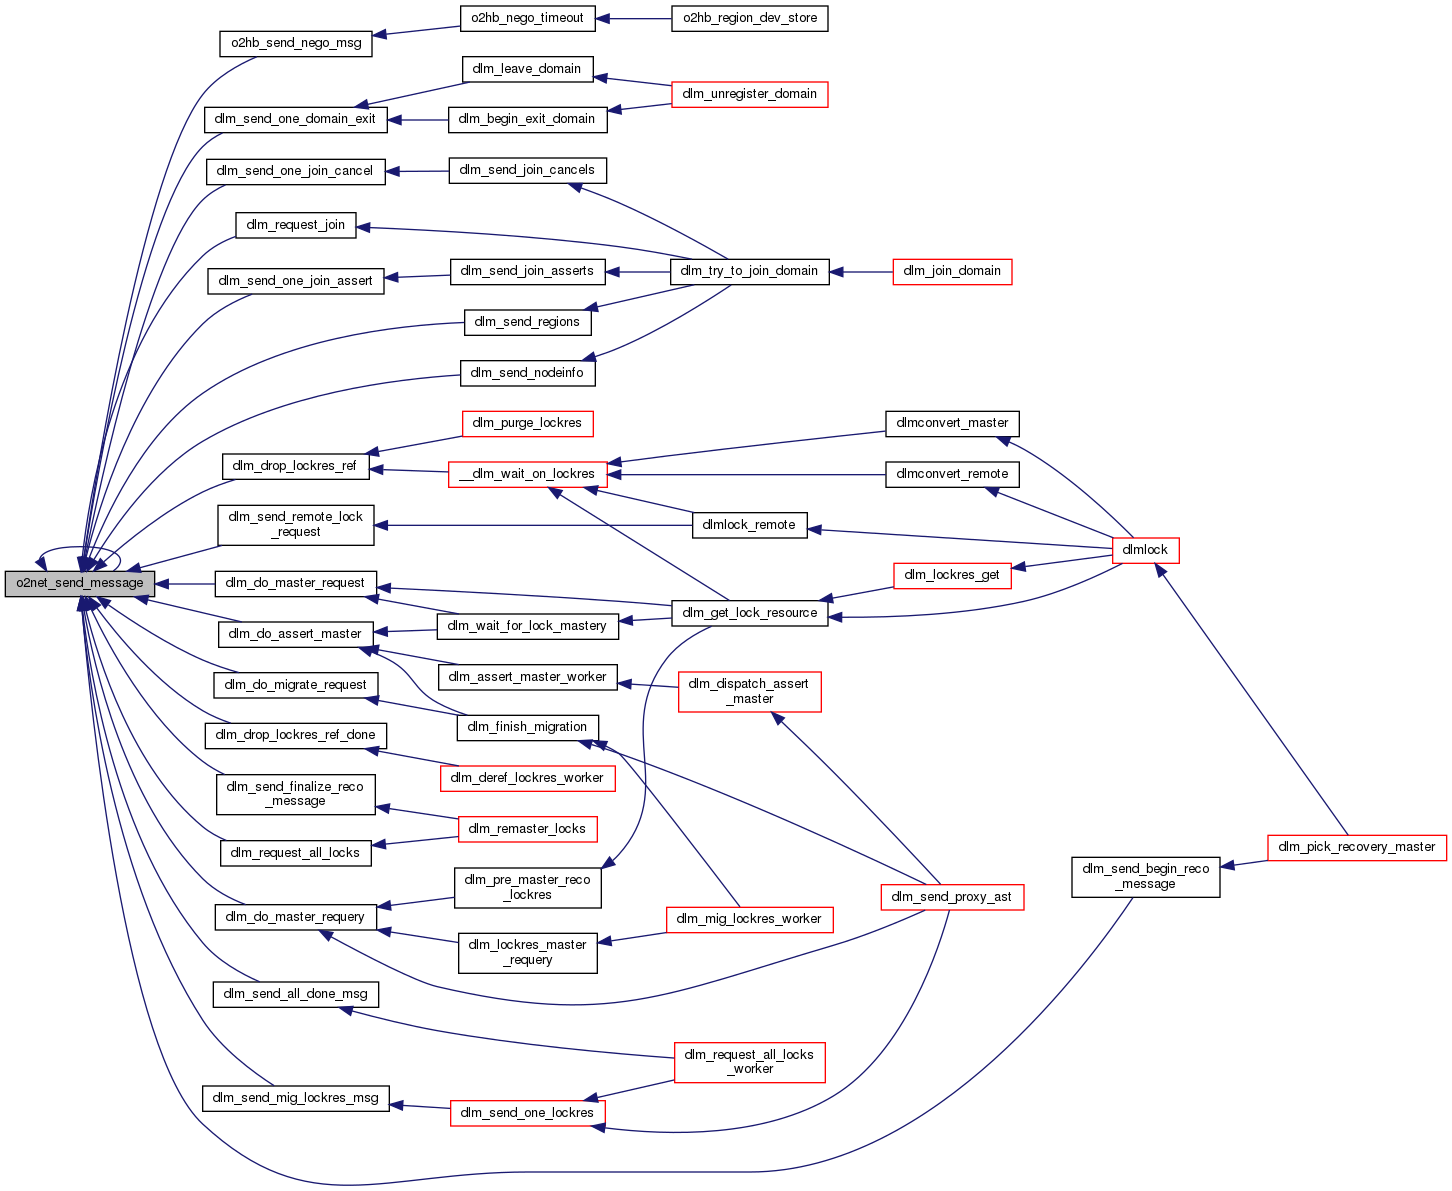 o2hb_nego_timeout
o2hb_region_dev_store
o2hb_send_nego_msg
dlm_leave_domain
dlm_unregister_domain
dlm_send_one_domain_exit
dlm_begin_exit_domain
dlm_send_one_join_cancel
dlm_send_join_cancels
dlm_request_join
dlm_send_one_join_assert
dlm_send_join_asserts
dlm_try_to_join_domain
dlm_join_domain
dlm_send_regions
dlm_send_nodeinfo
dlm_purge_lockres
dlmconvert_master
dlm_drop_lockres_ref
__dlm_wait_on_lockres
dlmconvert_remote
dlm_send_remote_lock
_request
dlmlock_remote
dlmlock
o2net_send_message
dlm_do_master_request
dlm_lockres_get
dlm_get_lock_resource
dlm_do_assert_master
dlm_wait_for_lock_mastery
dlm_assert_master_worker
dlm_do_migrate_request
dlm_dispatch_assert
_master
dlm_finish_migration
dlm_drop_lockres_ref_done
dlm_deref_lockres_worker
dlm_send_finalize_reco
_message
dlm_remaster_locks
dlm_request_all_locks
dlm_pick_recovery_master
dlm_send_begin_reco
_message
dlm_pre_master_reco
_lockres
dlm_send_proxy_ast
dlm_do_master_requery
dlm_mig_lockres_worker
dlm_lockres_master
_requery
dlm_send_all_done_msg
dlm_request_all_locks
_worker
dlm_send_mig_lockres_msg
dlm_send_one_lockres